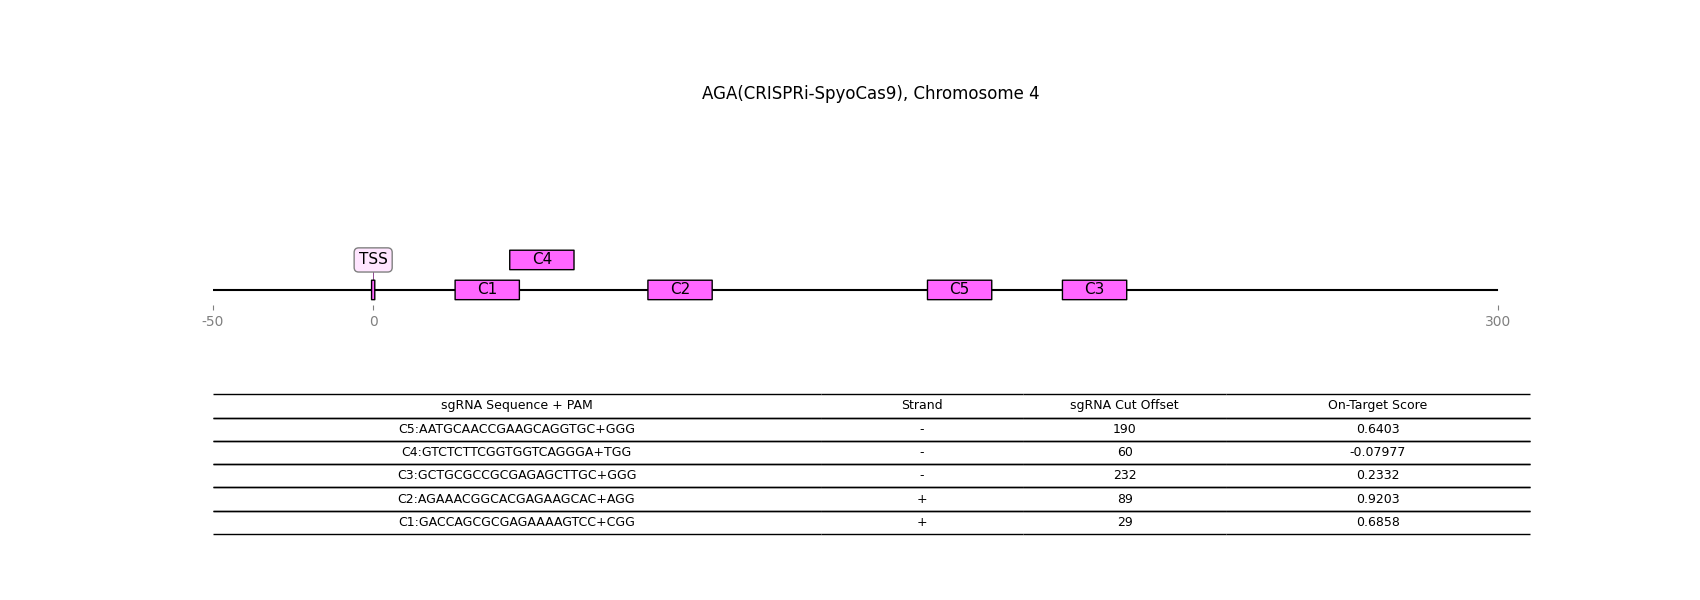 AGA(CRISPRi-SpyoCas9), Chromosome 4
TSS C4
C1 C2 C5 C3
-50 0 300
sgRNA Sequence + PAM Strand sgRNA Cut Offset On-Target Score
C5:AATGCAACCGAAGCAGGTGC+GGG - 190 0.6403
C4:GTCTCTTCGGTGGTCAGGGA+TGG - 60 -0.07977
C3:GCTGCGCCGCGAGAGCTTGC+GGG - 232 0.2332
C2:AGAAACGGCACGAGAAGCAC+AGG + 89 0.9203
C1:GACCAGCGCGAGAAAAGTCC+CGG + 29 0.6858